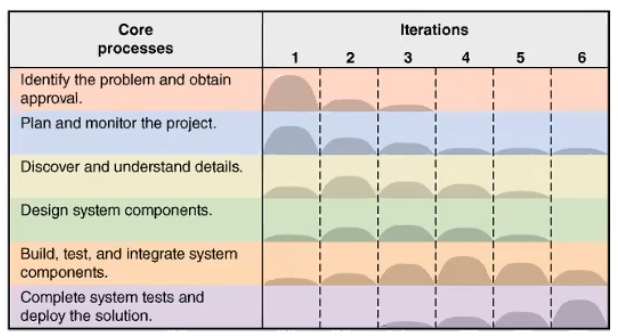 Core
processes
Iterations
1 2 3 4 5 6
Identify the problem and obtain
approval.
Plan and monitor the project.
Discover and understand details.
Design system components.
Build, test, and integrate system
components.
Complete system tests and
deploy the solution.